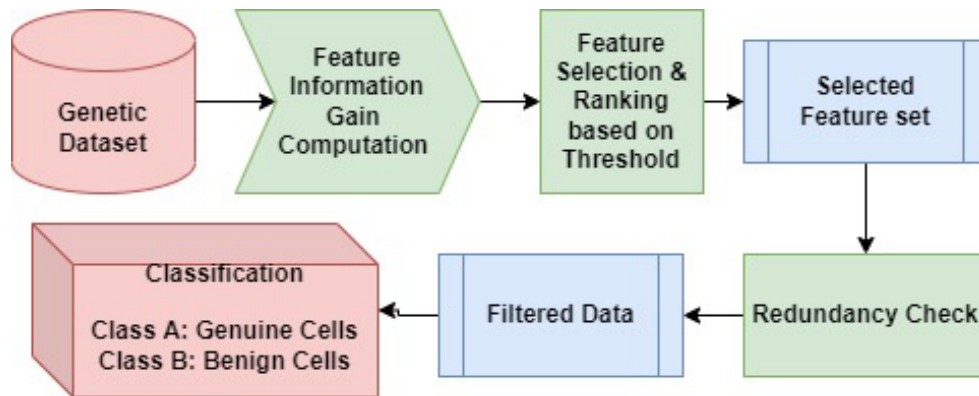 Genetic
Dataset
Feature
Information
Gain
Computation
Feature
Selection &
Ranking
based on
Threshold
Selected
Feature set
Redundancy Check
Filtered Data
Classification
Class A: Genuine Cells
Class B: Benign Cells